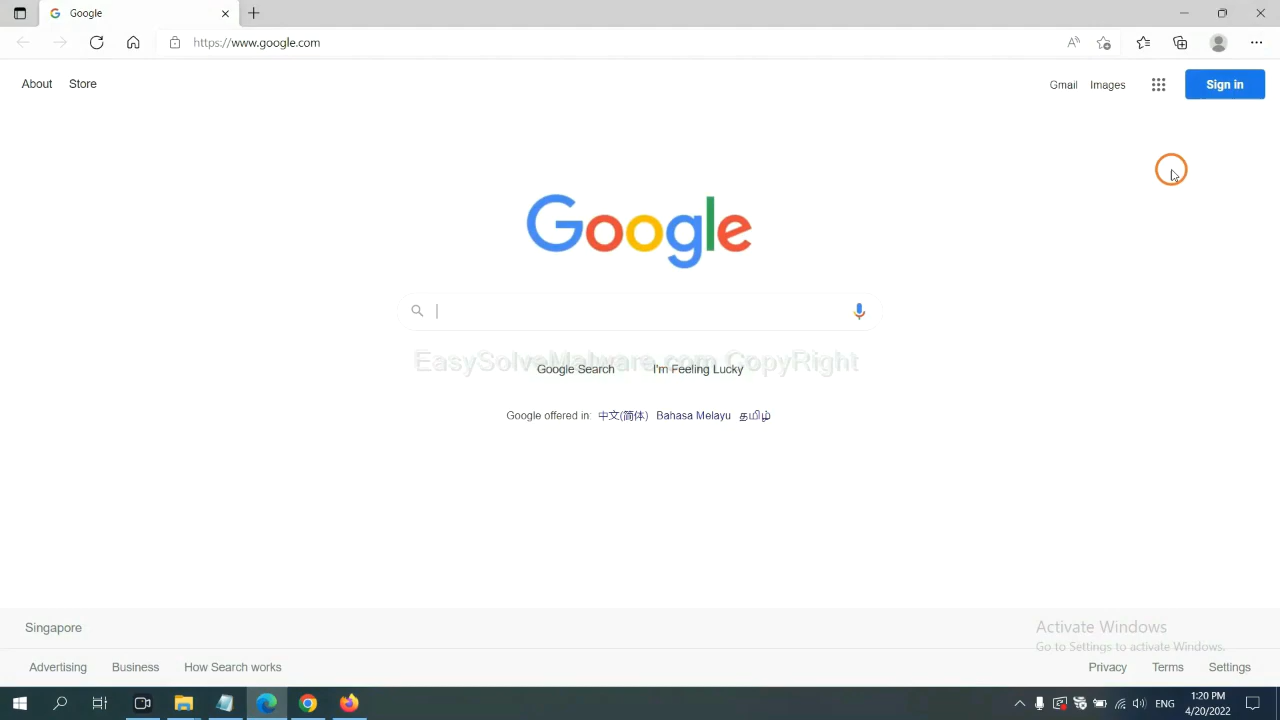 Google
https://www.google.com
About Store
Gmail Images Sign in
Google
EasySolveMalware.com CopyRight
Google Search I'm Feeling Lucky
Google offered in: 中文(简体) Bahasa Melayu தமிழ்
Singapore
Activate Windows
Go to Settings to activate Windows.
Advertising Business How Search works
Privacy Terms Settings
ENG
1:20 PM
4/20/2022